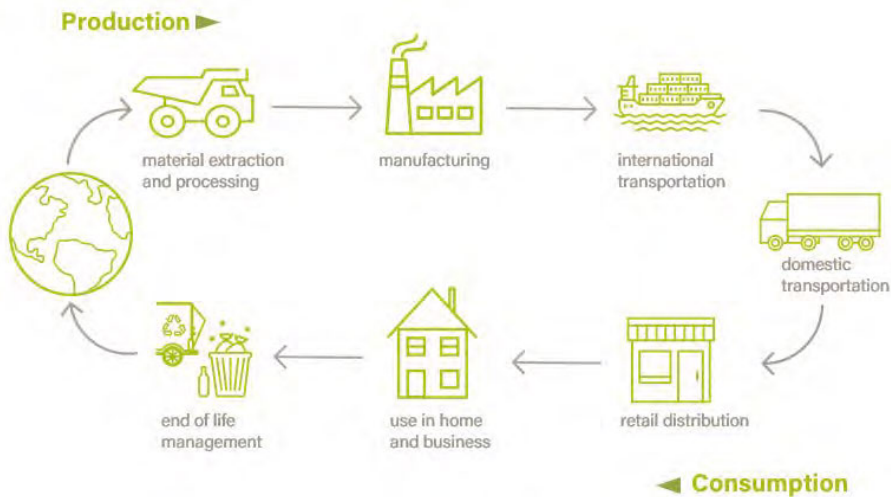 Production
material extraction
and processing
manufacturing
international
transportation
domestic
transportation
retail distribution
use in home
and business
end of life
management
Consumption